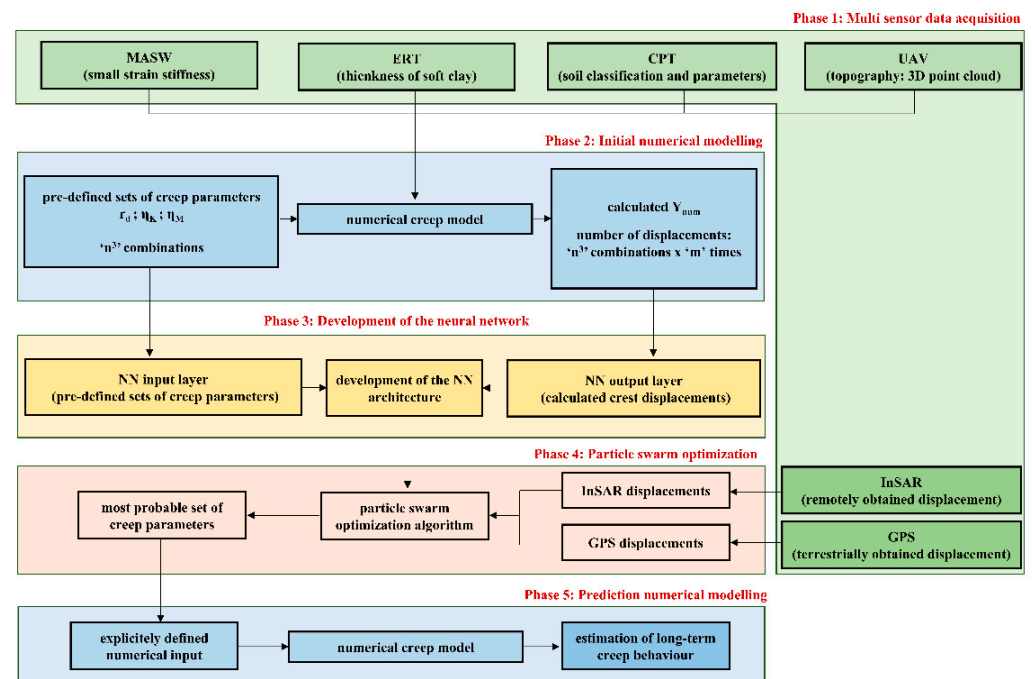 Phase 1: Multi sensor data acquisition
MASW
(small strain stiffness)
ERT
(thienkness of soft clay)
CPT
(soil classification and parameters)
UAV
(topography: 3D point cloud)
Phase 2: Initial numerical modelling
pre-defined sets of creep parameters
r_d ; η_K ; η_M
‘n³’ combinations
numerical creep model
calculated Y_num
number of displacements:
‘n³’ combinations x ‘m’ times
Phase 3: Development of the neural network
NN input layer
(pre-defined sets of creep parameters)
development of the NN
architecture
NN output layer
(calculated crest displacements)
Phase 4: Particle swarm optimization
most probable set of
creep parameters
particle swarm
optimization algorithm
InSAR displacements
GPS displacements
InSAR
(remotely obtained displacement)
GPS
(terrestrially obtained displacement)
Phase 5: Prediction numerical modelling
explicitely defined
numerical input
numerical creep model
estimation of long-term
creep behaviour